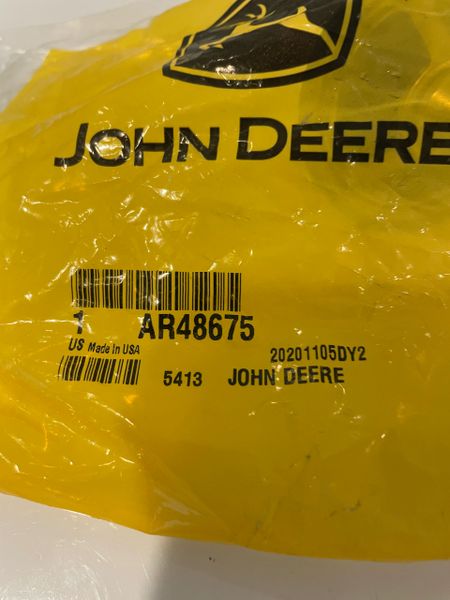 JOHN DEERE
1 AR48675
US Made In USA
20201105DY2
5413 JOHN DEERE